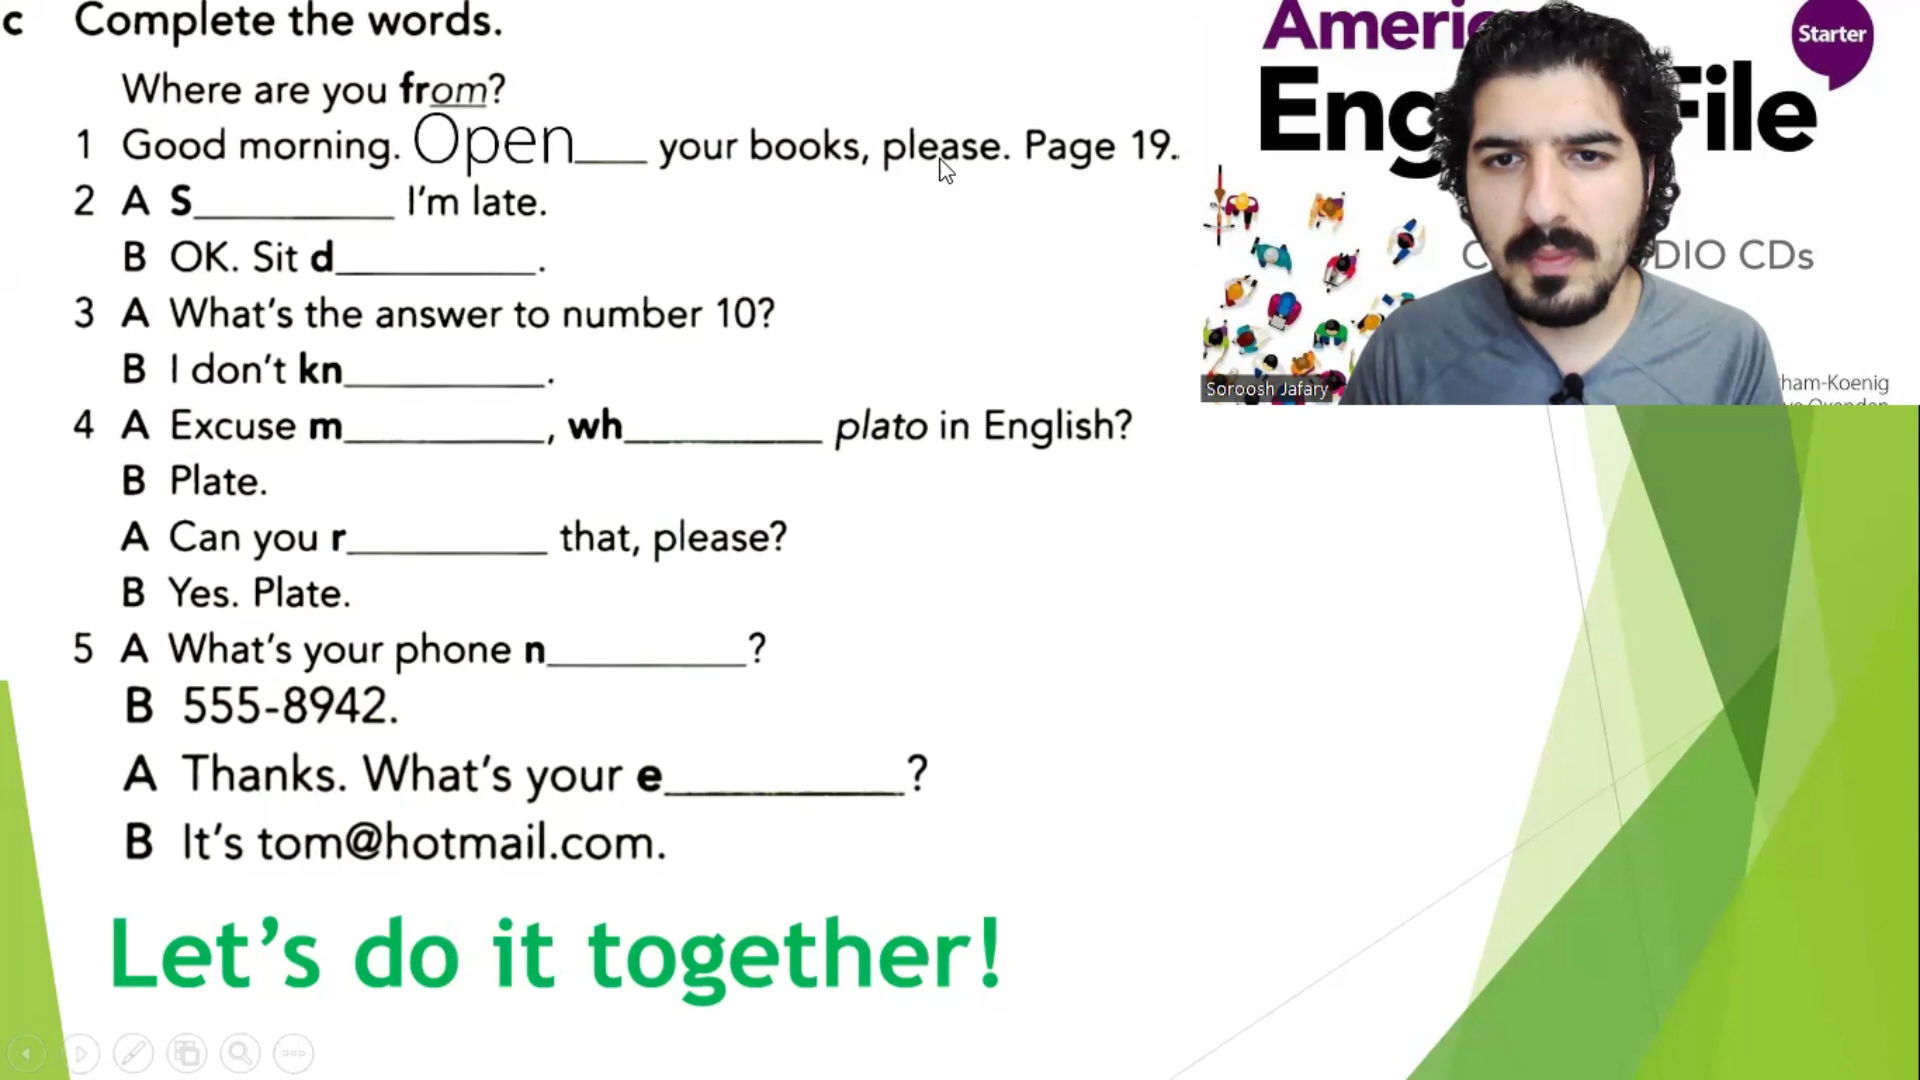 c Complete the words.
Where are you from?
1 Good morning. Open____ your books, please. Page 19.
2 A S__________ I'm late.
B OK. Sit d__________.
3 A What's the answer to number 10?
B I don't kn__________.
4 A Excuse m__________, wh__________ plato in English?
B Plate.
A Can you r__________ that, please?
B Yes. Plate.
5 A What's your phone n__________?
B 555-8942.
A Thanks. What's your e__________?
B It's tom@hotmail.com.
Let's do it together!
Starter
Ameri
Eng File
DIO CDs
Soroosh Jafary
ham-Koenig